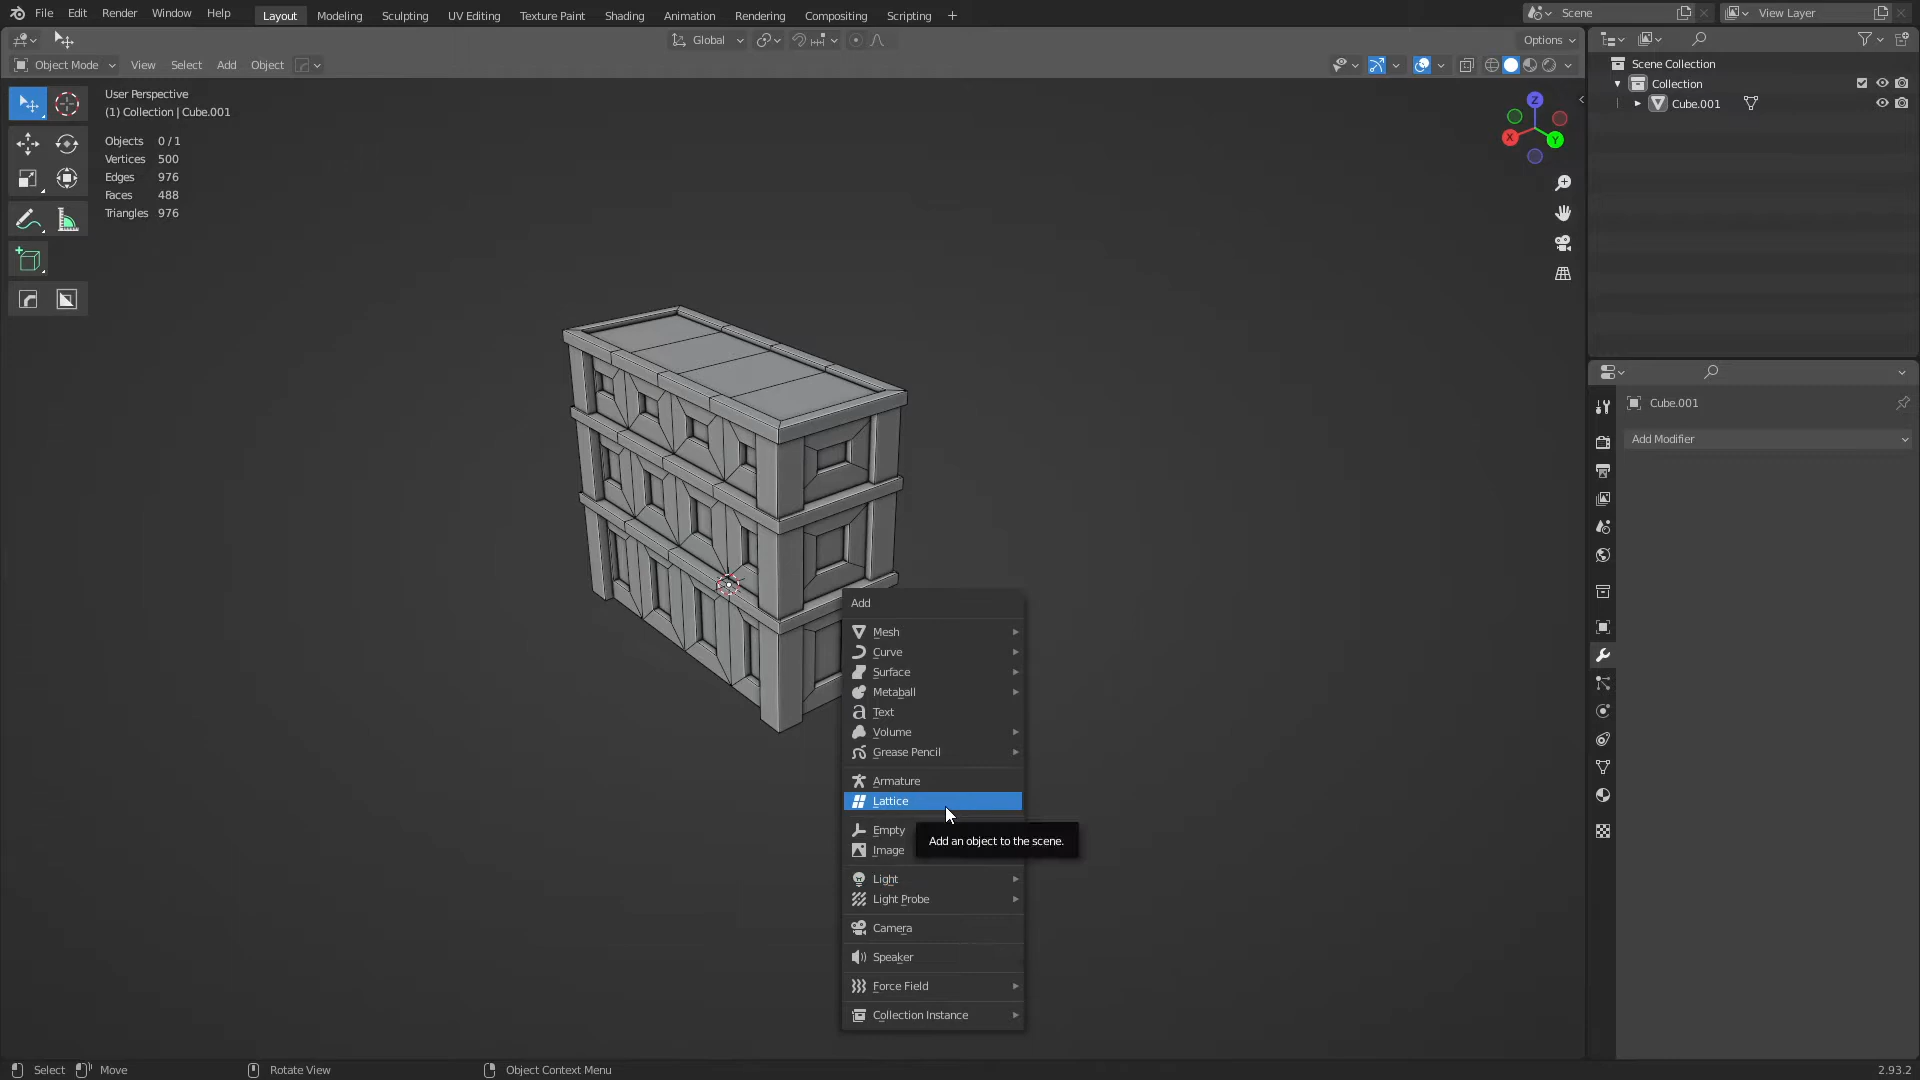 File Edit Render Window Help Layout Modeling Sculpting UV Editing Texture Paint Shading Animation Rendering Compositing Scripting + Scene View Layer
Global Options
Object Mode View Select Add Object
User Perspective
(1) Collection | Cube.001
Objects 0 / 1
Vertices 500
Edges 976
Faces 488
Triangles 976
Z
X
Y
Scene Collection
Collection
Cube.001
Cube.001
Add Modifier
Add
Mesh
Curve
Surface
Metaball
Text
Volume
Grease Pencil
Armature
Lattice
Empty
Add an object to the scene.
Image
Light
Light Probe
Camera
Speaker
Force Field
Collection Instance
Select Move Rotate View Object Context Menu 2.93.2